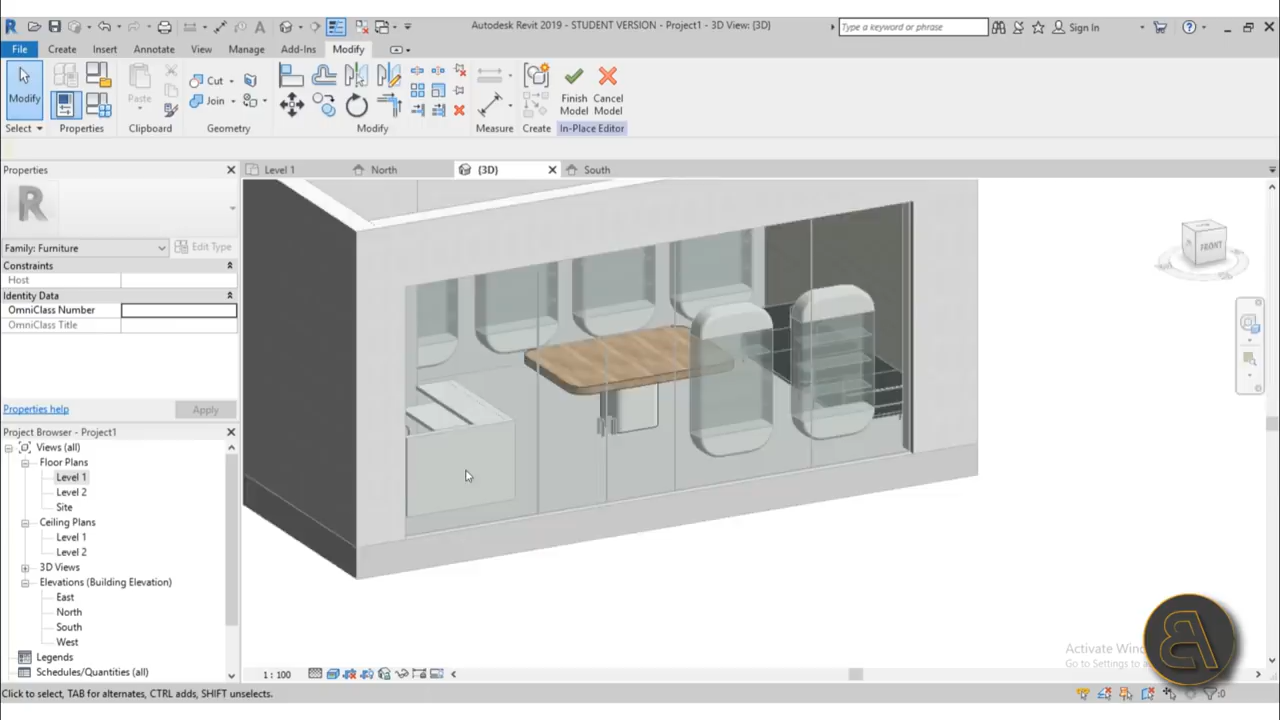 Autodesk Revit 2019 - STUDENT VERSION - Project1 - 3D View: {3D}
Type a keyword or phrase
Sign In
File Create Insert Annotate View Manage Add-Ins Modify
Modify
Paste
Cut
Join
Finish Model
Cancel Model
Select Properties Clipboard Geometry Modify Measure Create In-Place Editor
Properties
Level 1
North
{3D}
South
R
Family: Furniture
Edit Type
Constraints
Host
Identity Data
OmniClass Number
OmniClass Title
Properties help
Apply
Project Browser - Project1
Views (all)
Floor Plans
Level 1
Level 2
Site
Ceiling Plans
Level 1
Level 2
3D Views
Elevations (Building Elevation)
East
North
South
West
Legends
Schedules/Quantities (all)
FRONT
1 : 100
Activate Win
Go to Settings to a
Click to select, TAB for alternates, CTRL adds, SHIFT unselects.
:0